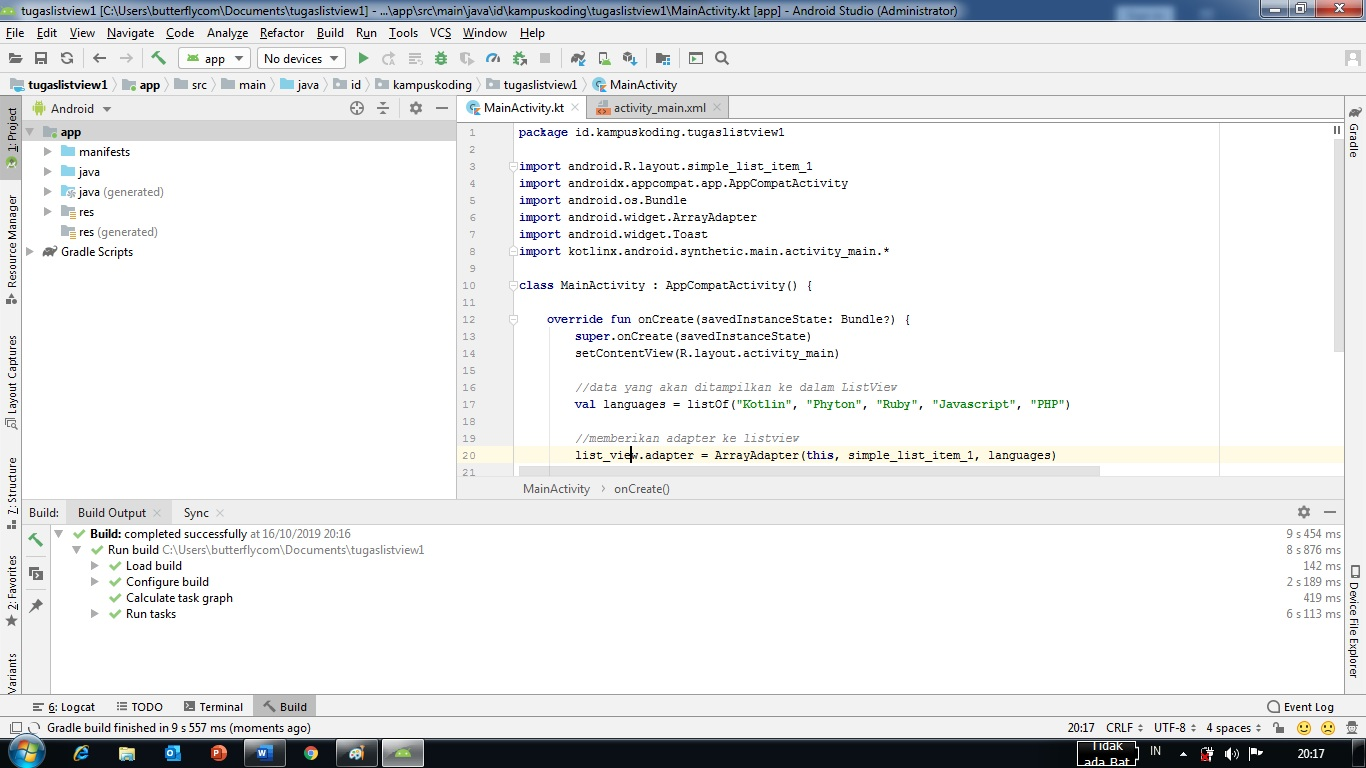 tugaslistview1 [C:\Users\butterflycom\Documents\tugaslistview1] - ...\app\src\main\java\id\kampuskoding\tugaslistview1\MainActivity.kt [app] - Android Studio (Administrator)
File Edit View Navigate Code Analyze Refactor Build Run Tools VCS Window Help
app No devices
tugaslistview1 app src main java id kampuskoding tugaslistview1 MainActivity
Android
MainActivity.kt activity_main.xml
1: Project
Resource Manager
Layout Captures
Z: Structure
2: Favorites
Variants
app
manifests
java
java (generated)
res
res (generated)
Gradle Scripts
1 package id.kampuskoding.tugaslistview1
2
3 import android.R.layout.simple_list_item_1
4 import androidx.appcompat.app.AppCompatActivity
5 import android.os.Bundle
6 import android.widget.ArrayAdapter
7 import android.widget.Toast
8 import kotlinx.android.synthetic.main.activity_main.*
9
10 class MainActivity : AppCompatActivity() {
11
12 override fun onCreate(savedInstanceState: Bundle?) {
13 super.onCreate(savedInstanceState)
14 setContentView(R.layout.activity_main)
15
16 //data yang akan ditampilkan ke dalam ListView
17 val languages = listOf("Kotlin", "Phyton", "Ruby", "Javascript", "PHP")
18
19 //memberikan adapter ke listview
20 list_view.adapter = ArrayAdapter(this, simple_list_item_1, languages)
21
MainActivity › onCreate()
Gradle
Device File Explorer
Build: Build Output Sync
Build: completed successfully at 16/10/2019 20:16 9 s 454 ms
Run build C:\Users\butterflycom\Documents\tugaslistview1 8 s 876 ms
Load build 142 ms
Configure build 2 s 189 ms
Calculate task graph 419 ms
Run tasks 6 s 113 ms
6: Logcat TODO Terminal Build Event Log
Gradle build finished in 9 s 557 ms (moments ago) 20:17 CRLF UTF-8 4 spaces
Tidak
ada Bat
IN 20:17